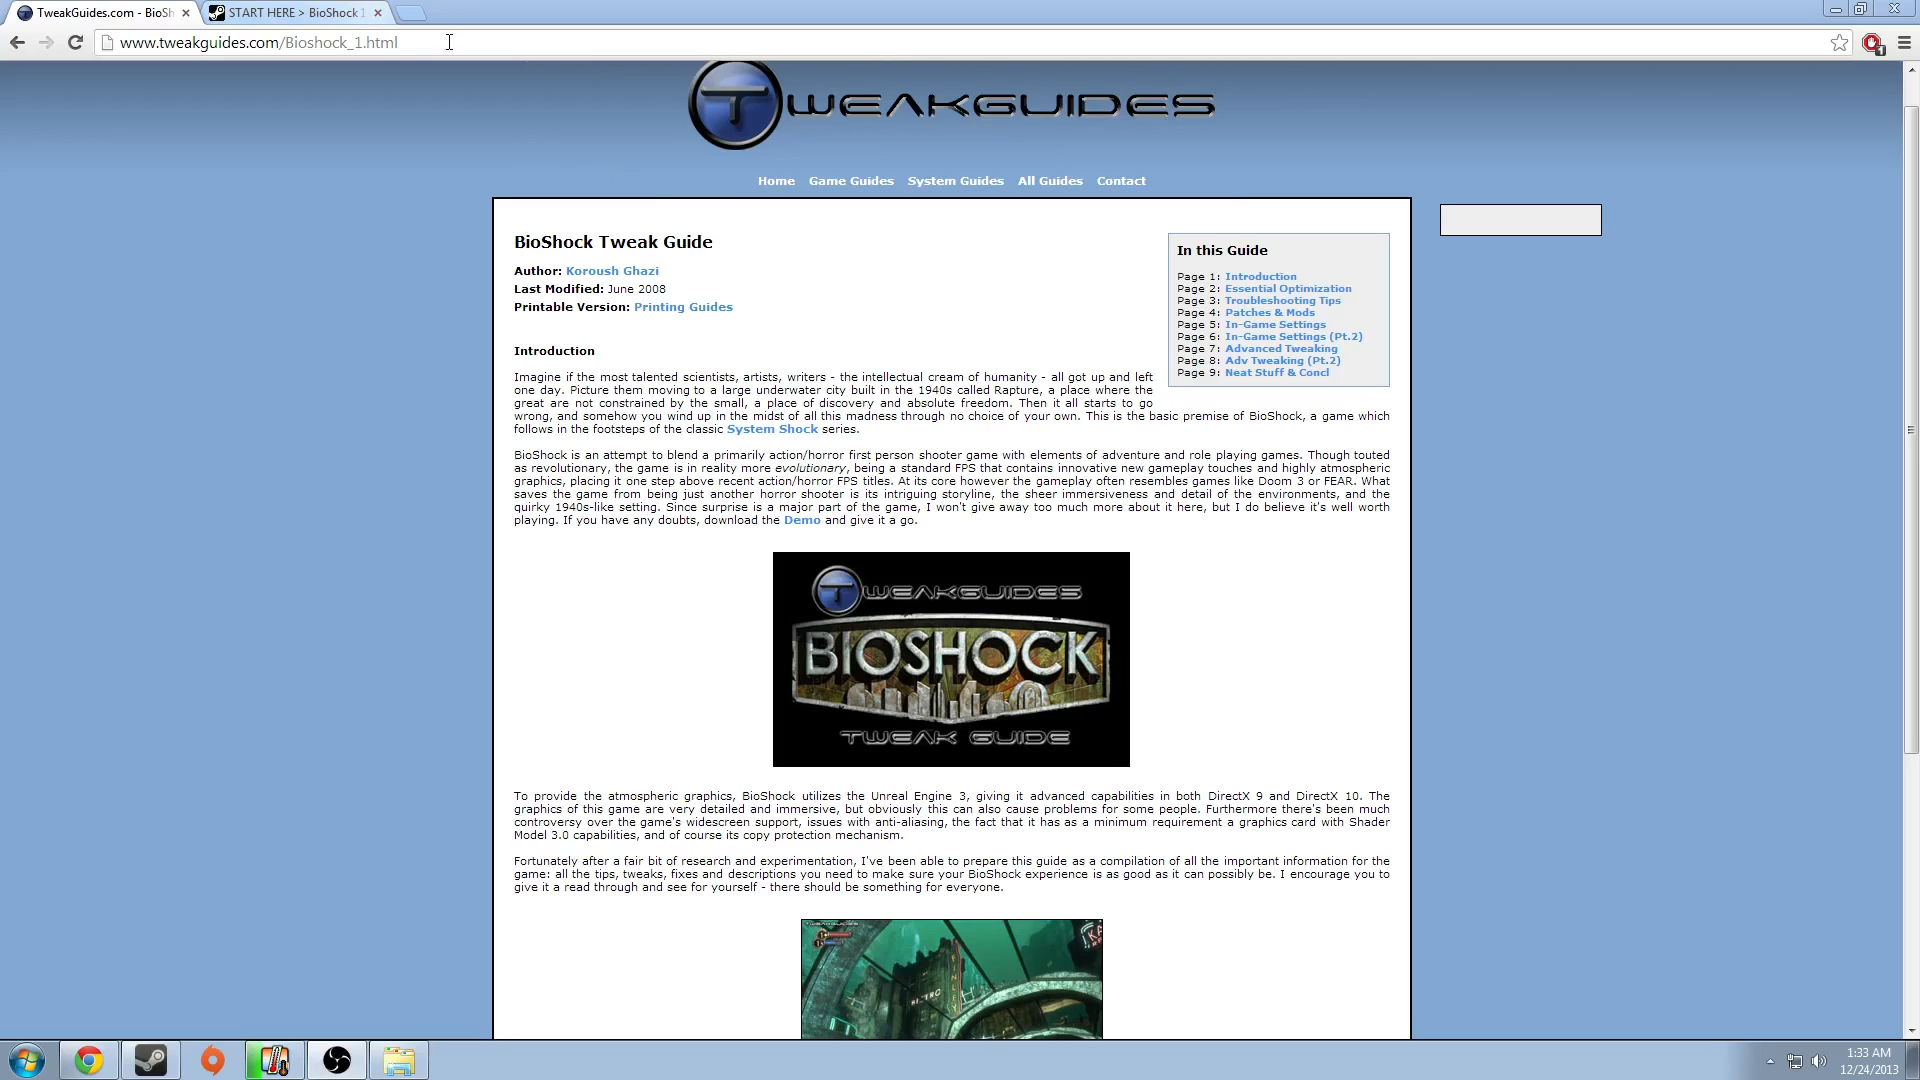 TweakGuides.com - BioSh
START HERE > BioShock 1
www.tweakguides.com/Bioshock_1.html
1
TWEAKGUIDES
Home Game Guides System Guides All Guides Contact
BioShock Tweak Guide
Author: Koroush Ghazi
Last Modified: June 2008
Printable Version: Printing Guides
In this Guide
Page 1: Introduction
Page 2: Essential Optimization
Page 3: Troubleshooting Tips
Page 4: Patches & Mods
Page 5: In-Game Settings
Page 6: In-Game Settings (Pt.2)
Page 7: Advanced Tweaking
Page 8: Adv Tweaking (Pt.2)
Page 9: Neat Stuff & Concl
Introduction
Imagine if the most talented scientists, artists, writers - the intellectual cream of humanity - all got up and left
one day. Picture them moving to a large underwater city built in the 1940s called Rapture, a place where the
great are not constrained by the small, a place of discovery and absolute freedom. Then it all starts to go
wrong, and somehow you wind up in the midst of all this madness through no choice of your own. This is the basic premise of BioShock, a game which
follows in the footsteps of the classic System Shock series.
BioShock is an attempt to blend a primarily action/horror first person shooter game with elements of adventure and role playing games. Though touted
as revolutionary, the game is in reality more evolutionary, being a standard FPS that contains innovative new gameplay touches and highly atmospheric
graphics, placing it one step above recent action/horror FPS titles. At its core however the gameplay often resembles games like Doom 3 or FEAR. What
saves the game from being just another horror shooter is its intriguing storyline, the sheer immersiveness and detail of the environments, and the
quirky 1940s-like setting. Since surprise is a major part of the game, I won't give away too much more about it here, but I do believe it's well worth
playing. If you have any doubts, download the Demo and give it a go.
TWEAKGUIDES
BIOSHOCK
TWEAK GUIDE
To provide the atmospheric graphics, BioShock utilizes the Unreal Engine 3, giving it advanced capabilities in both DirectX 9 and DirectX 10. The
graphics of this game are very detailed and immersive, but obviously this can also cause problems for some people. Furthermore there's been much
controversy over the game's widescreen support, issues with anti-aliasing, the fact that it has as a minimum requirement a graphics card with Shader
Model 3.0 capabilities, and of course its copy protection mechanism.
Fortunately after a fair bit of research and experimentation, I've been able to prepare this guide as a compilation of all the important information for the
game: all the tips, tweaks, fixes and descriptions you need to make sure your BioShock experience is as good as it can possibly be. I encourage you to
give it a read through and see for yourself - there should be something for everyone.
BISTRO
1:33 AM
12/24/2013